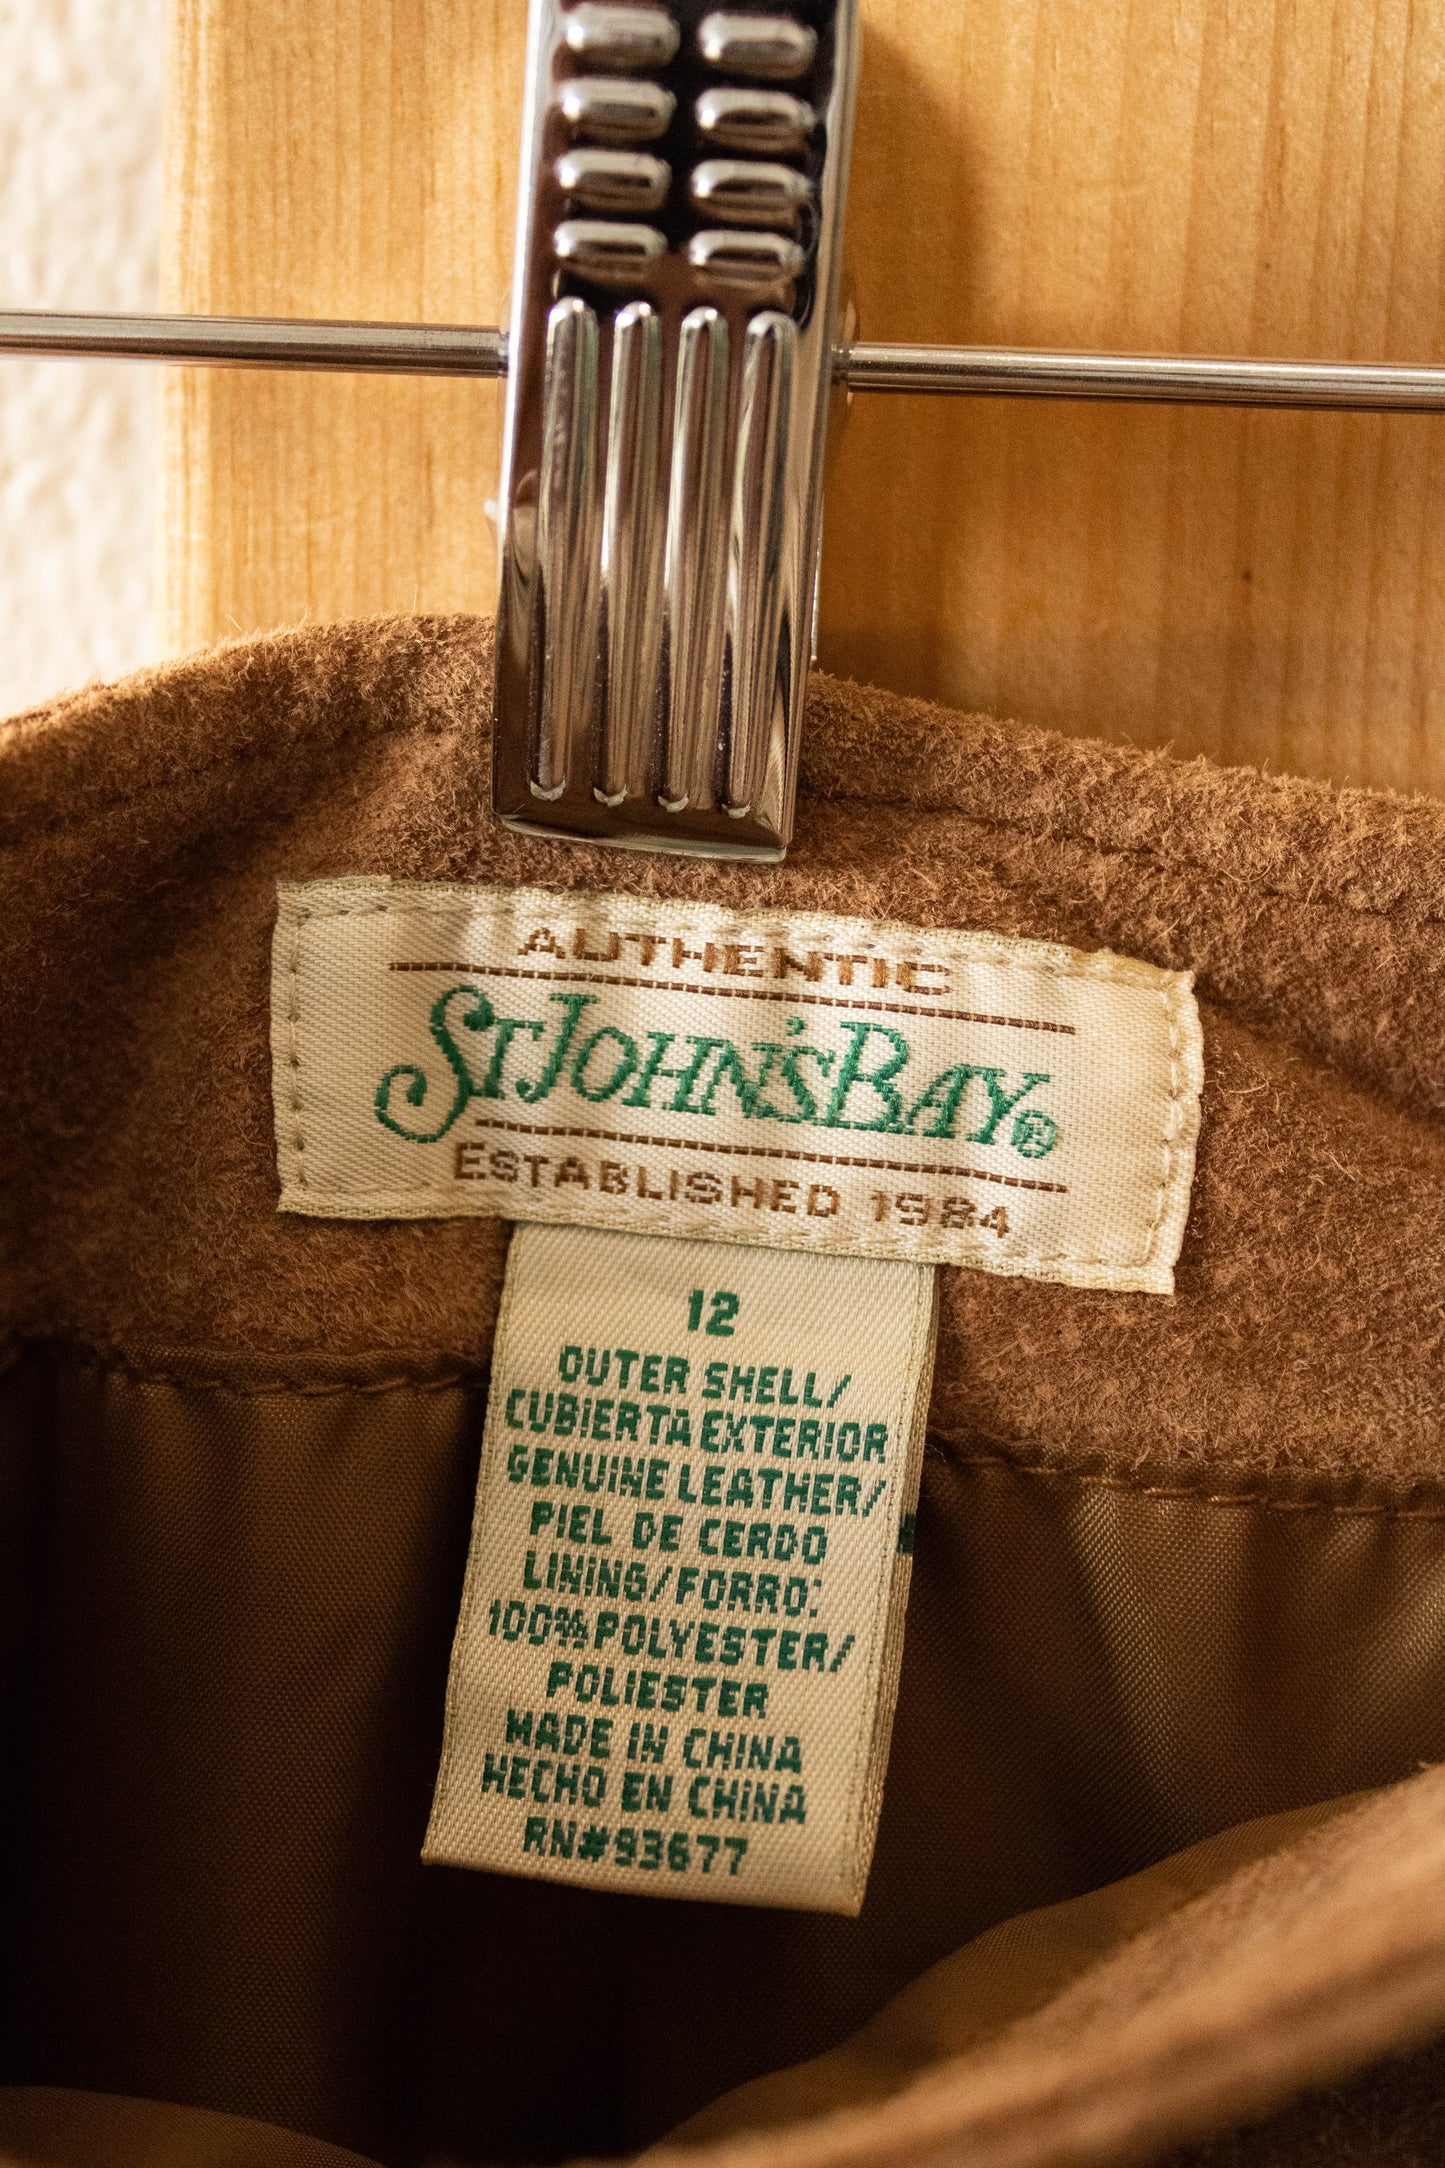 AUTHENTIC
ST JOHN'S BAY®
ESTABLISHED 1984
12
OUTER SHELL/
CUBIERTA EXTERIOR
GENUINE LEATHER/
PIEL DE CERDO
LINING/FORRO:
100% POLYESTER/
POLIESTER
MADE IN CHINA
HECHO EN CHINA
RN#93677